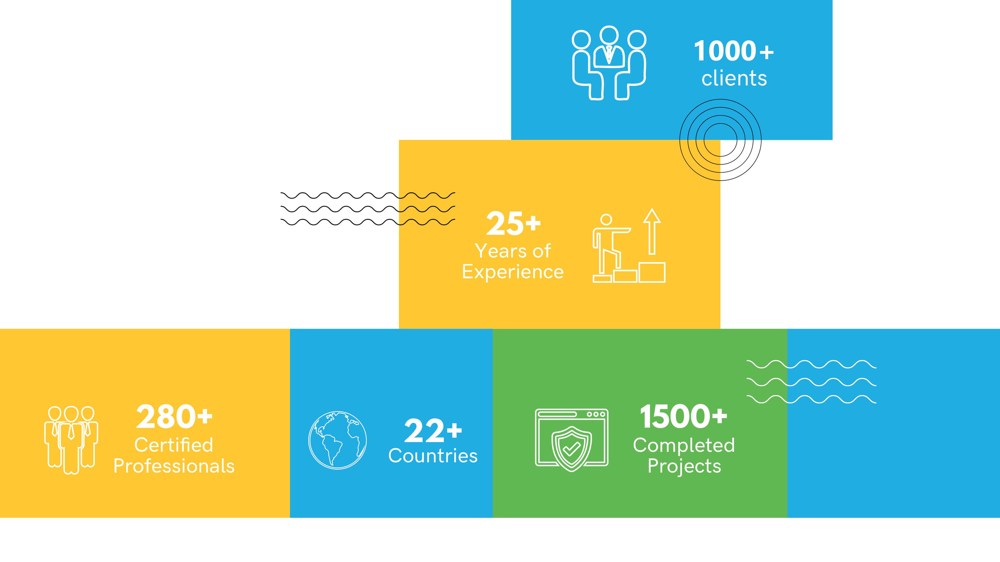 1000+
clients
25+
Years of
Experience
280+
Certified
Professionals
22+
Countries
1500+
Completed
Projects